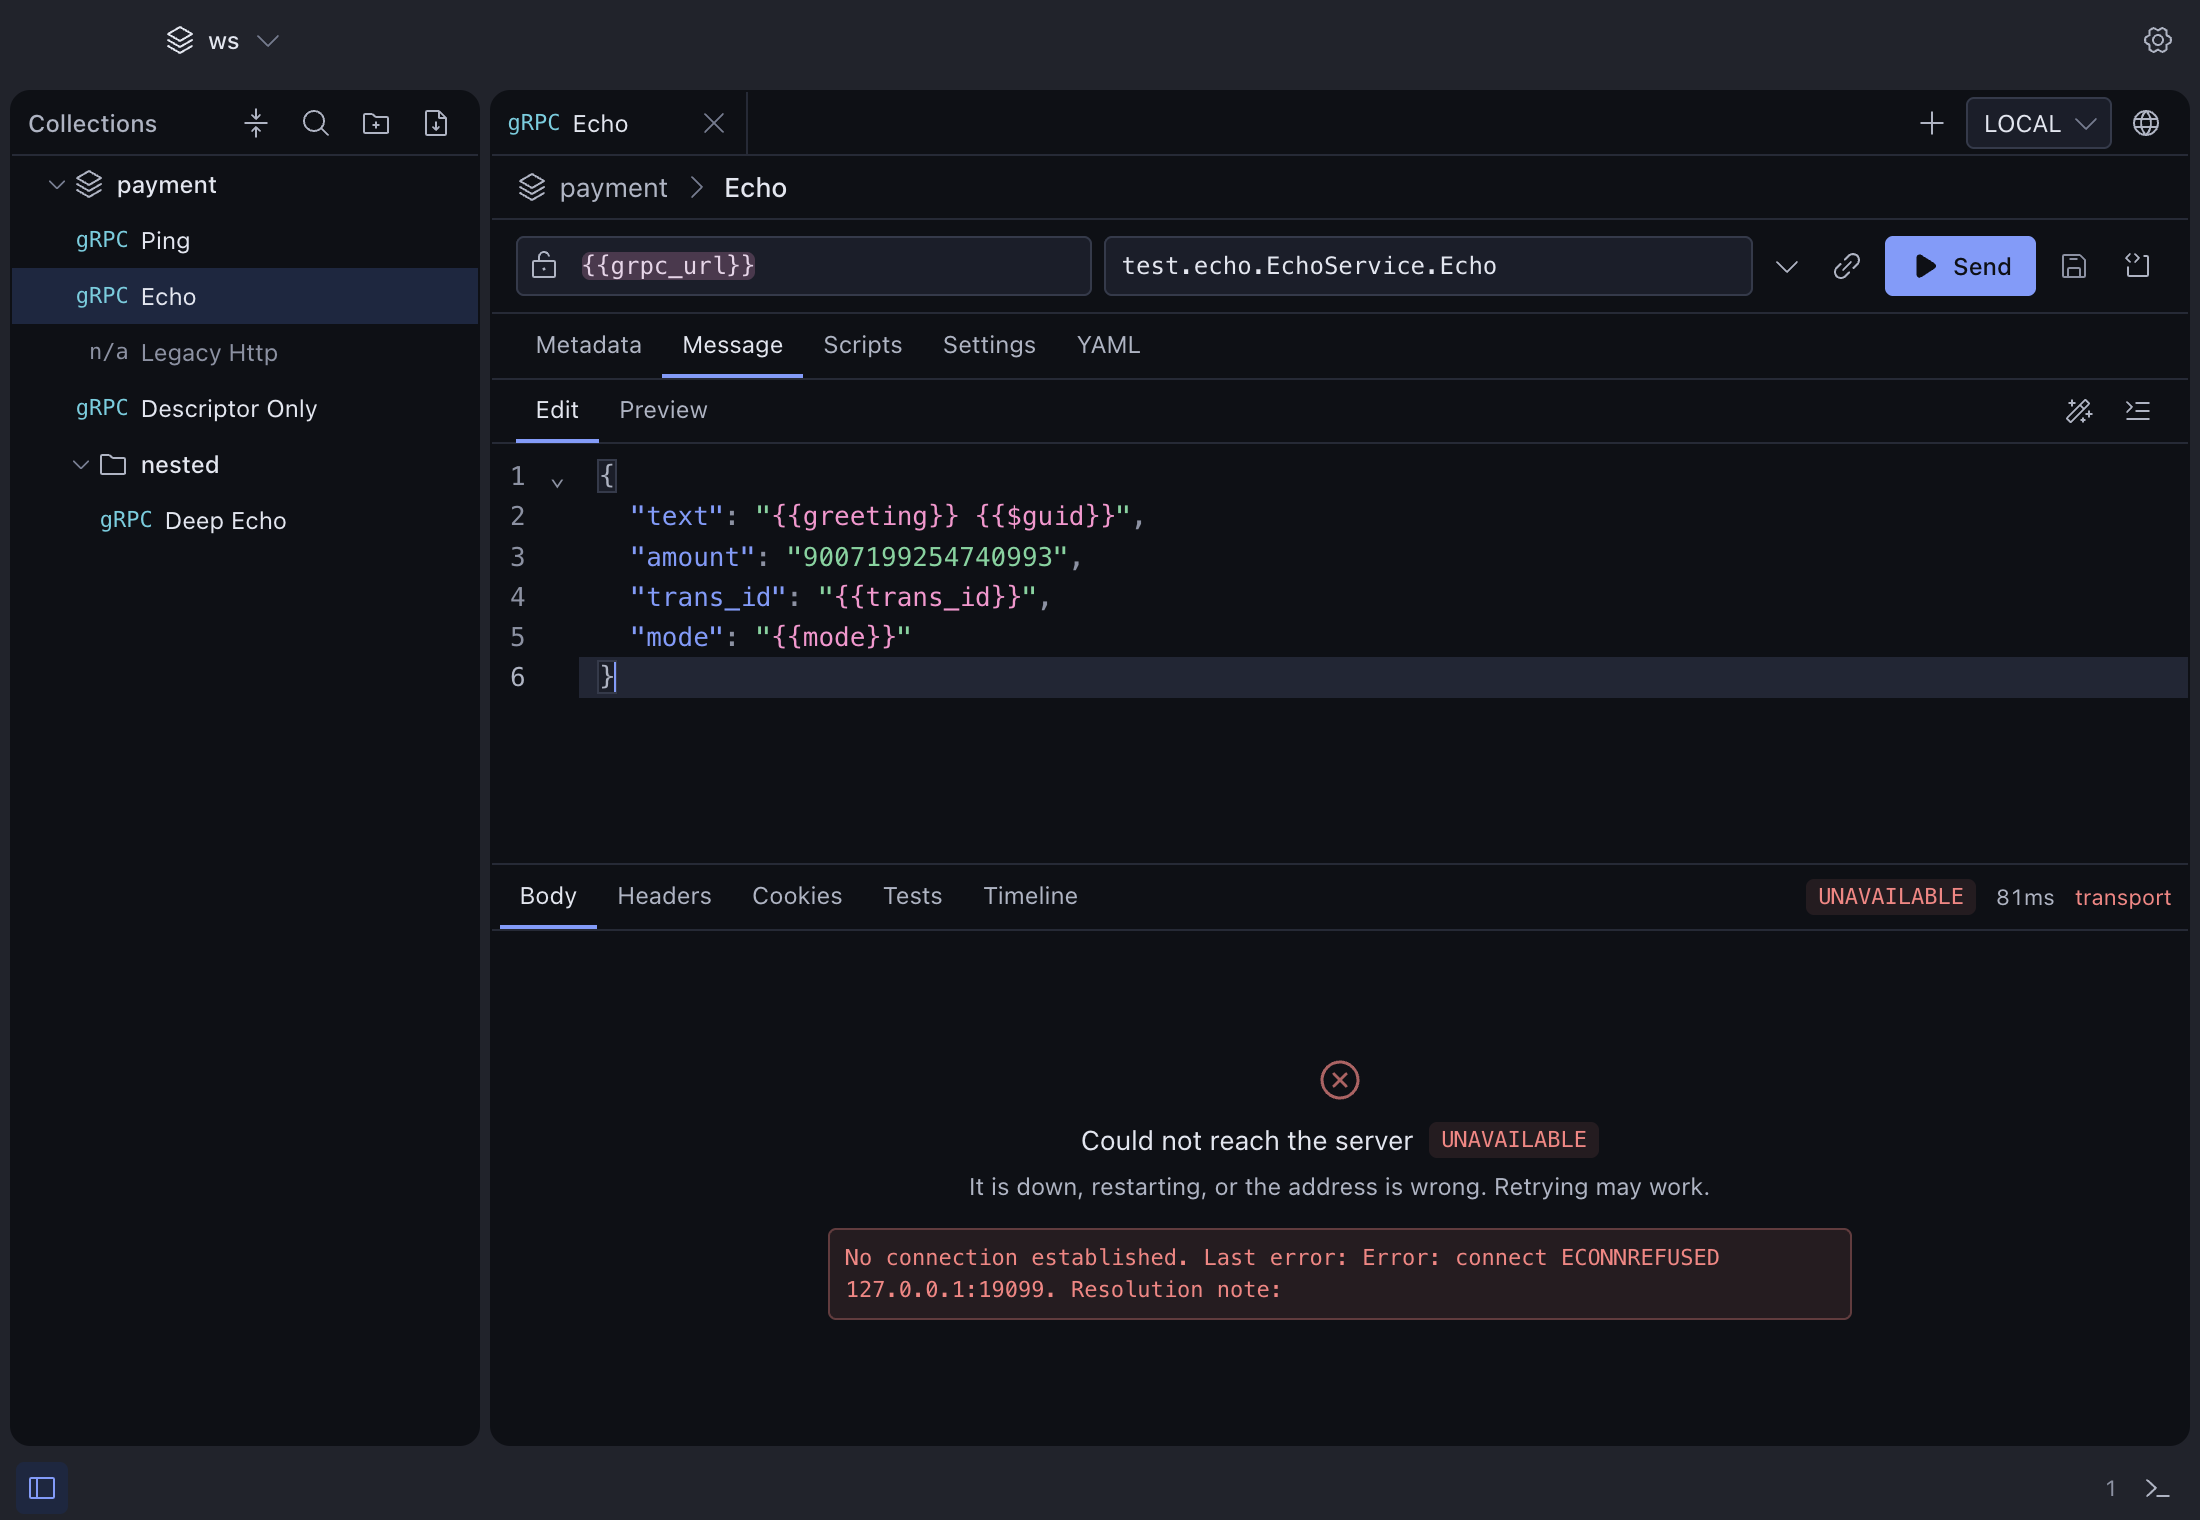 ws
Collections
payment
gRPC Ping
gRPC Echo
n/a Legacy Http
gRPC Descriptor Only
nested
gRPC Deep Echo
gRPC Echo
LOCAL
payment > Echo
{{grpc_url}}
test.echo.EchoService.Echo
Send
Metadata Message Scripts Settings YAML
Edit Preview
1 {
2 "text": "{{greeting}} {{$guid}}",
3 "amount": "9007199254740993",
4 "trans_id": "{{trans_id}}",
5 "mode": "{{mode}}"
6 }
Body Headers Cookies Tests Timeline
UNAVAILABLE 81ms transport
Could not reach the server UNAVAILABLE
It is down, restarting, or the address is wrong. Retrying may work.
No connection established. Last error: Error: connect ECONNREFUSED
127.0.0.1:19099. Resolution note:
1